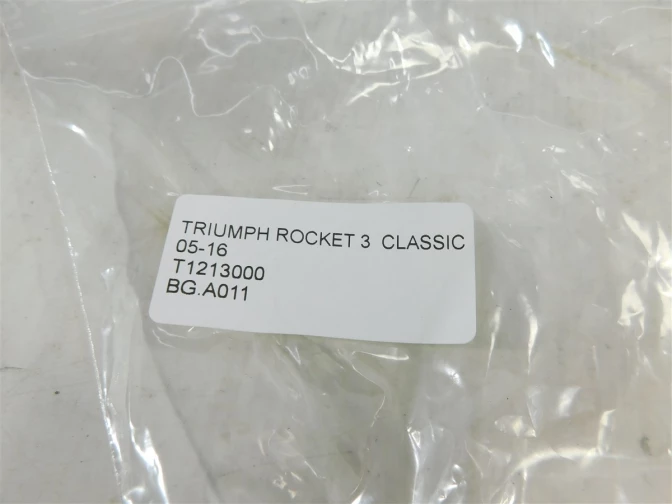 TRIUMPH ROCKET 3 CLASSIC
05-16
T1213000
BG.A011